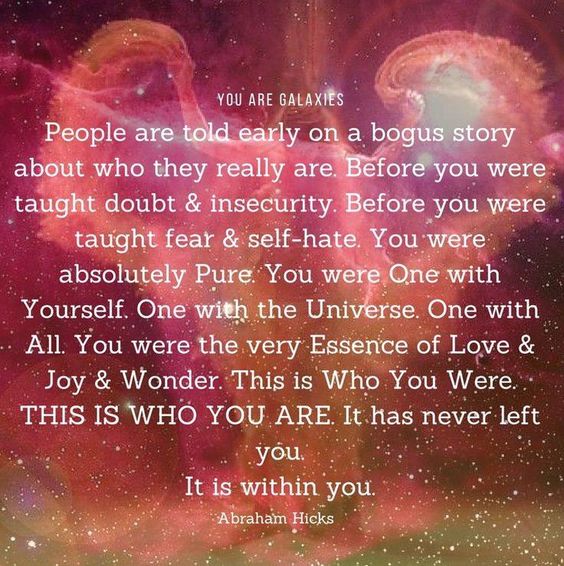 YOU ARE GALAXIES
People are told early on a bogus story
about who they really are. Before you were
taught doubt & insecurity. Before you were
taught fear & self-hate. You were
absolutely Pure. You were One with
Yourself. One with the Universe. One with
All. You were the very Essence of Love &
Joy & Wonder. This is Who You Were.
THIS IS WHO YOU ARE. It has never left
you.
It is within you.
Abraham Hicks